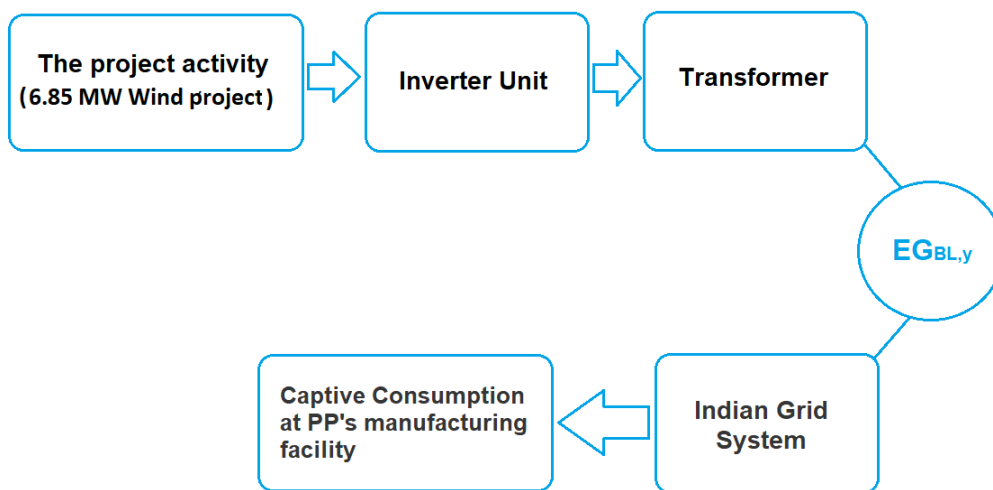 The project activity
(6.85 MW Wind project)
Inverter Unit
Transformer
EGBL,y
Indian Grid
System
Captive Consumption
at PP's manufacturing
facility